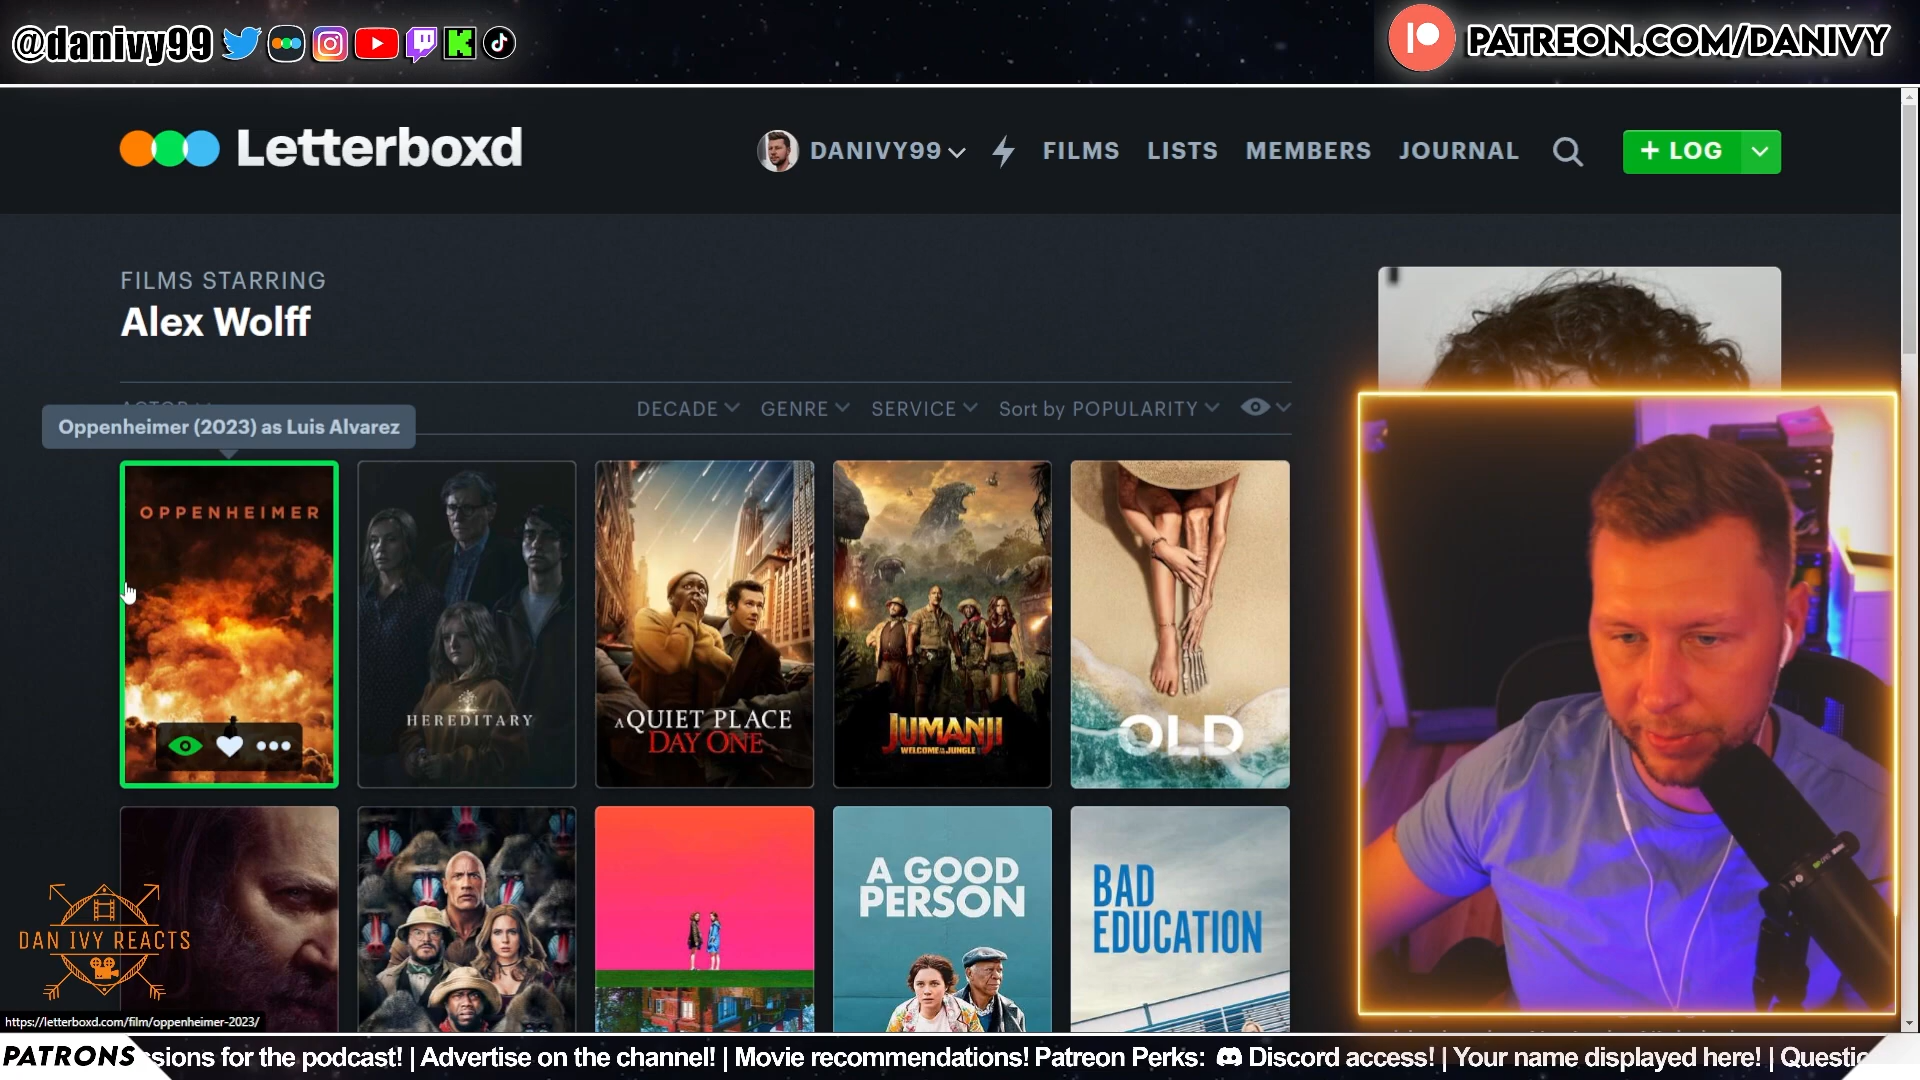 @danivy99
PATREON.COM/DANIVY
Letterboxd
DANIVY99
FILMS
LISTS
MEMBERS
JOURNAL
+ LOG
FILMS STARRING
Alex Wolff
DECADE
GENRE
SERVICE
Sort by POPULARITY
Oppenheimer (2023) as Luis Alvarez
OPPENHEIMER
HEREDITARY
A QUIET PLACE
DAY ONE
JUMANJI
WELCOME TO THE JUNGLE
OLD
A GOOD
PERSON
BAD
EDUCATION
DAN IVY REACTS
https://letterboxd.com/film/oppenheimer-2023/
PATRONS
ssions for the podcast! | Advertise on the channel! | Movie recommendations! Patreon Perks: Discord access! | Your name displayed here! | Questic